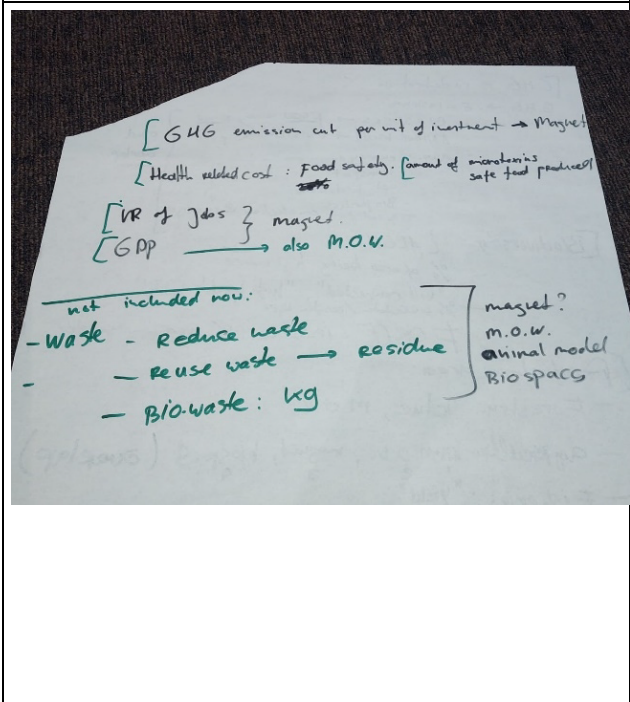 [GHG emission cut per unit of investment → Magnet
[Health related cost : Food safety. [amount of
safe food produced
[NR of Jobs } magnet.
[GDP → also M.O.W.
not included now:
- Waste - Reduce waste
- - Reuse waste → Residue
- Bio-waste: kg
magnet?
M.O.W.
animal model
Biospacs